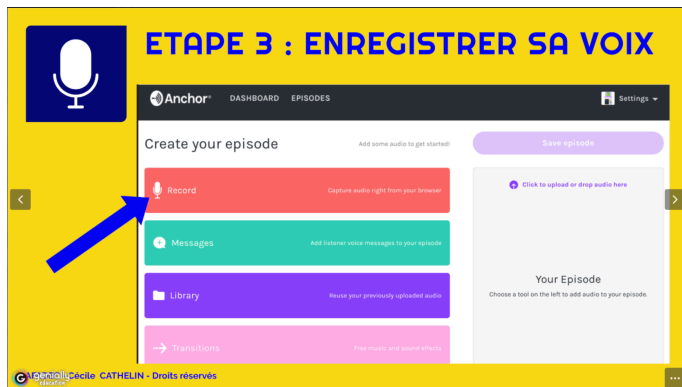 ETAPE 3 : ENREGISTRER SA VOIX
Anchor DASHBOARD EPISODES Settings
Create your episode Add some audio to get started! Save episode
Record Capture audio right from your browser
Click to upload or drop audio here
Messages Add listener voice messages to your episode
Your Episode
Choose a tool on the left to add audio to your episode.
Library Reuse your previously uploaded audio
Transitions Free music and sound effects
Cécile CATHELIN - Droits réservés